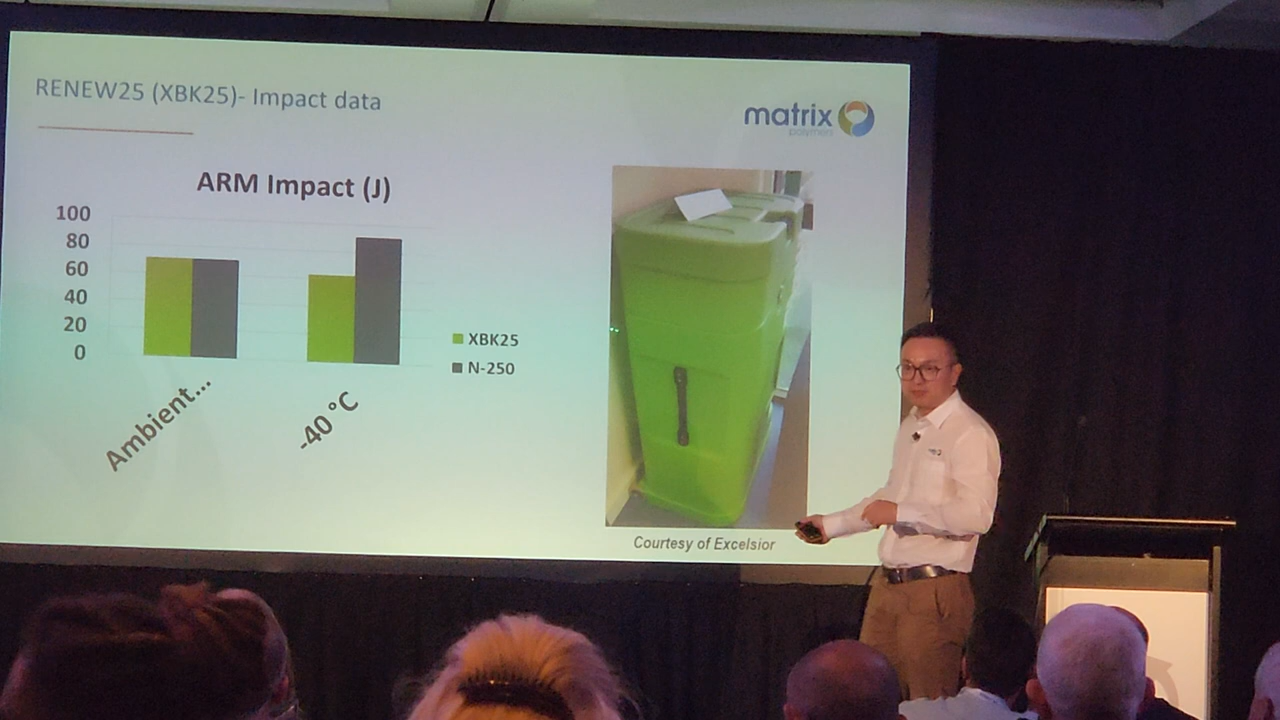 RENEW25 (XBK25)- Impact data
matrix
polymers
ARM Impact (J)
100
80
60
40
20
0
Ambient...
-40 °C
XBK25
N-250
Courtesy of Excelsior